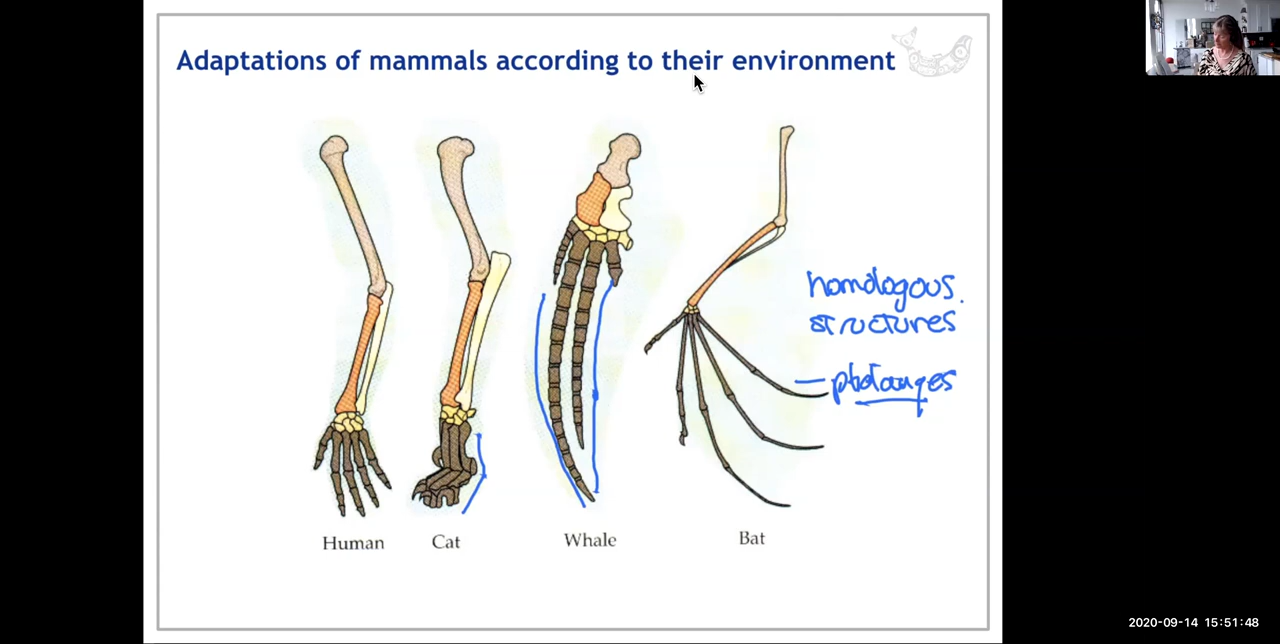 Adaptations of mammals according to their environment
homologous
structures
– phalanges
Human Cat Whale Bat
2020-09-14 15:51:48